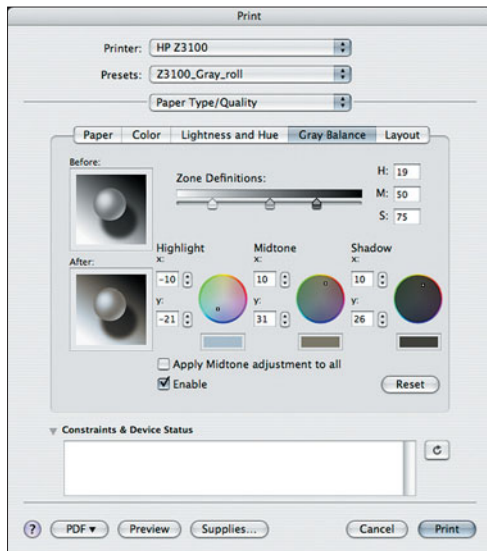 Print
Printer: HP Z3100
Presets: Z3100_Gray_roll
Paper Type/Quality
Paper Color Lightness and Hue Gray Balance Layout
Before:
Zone Definitions:
H: 19
M: 50
S: 75
After:
Highlight Midtone Shadow
x: x: x:
-10 10 10
y: y: y:
-21 31 26
Apply Midtone adjustment to all
Enable
Reset
Constraints & Device Status
? PDF Preview Supplies... Cancel Print